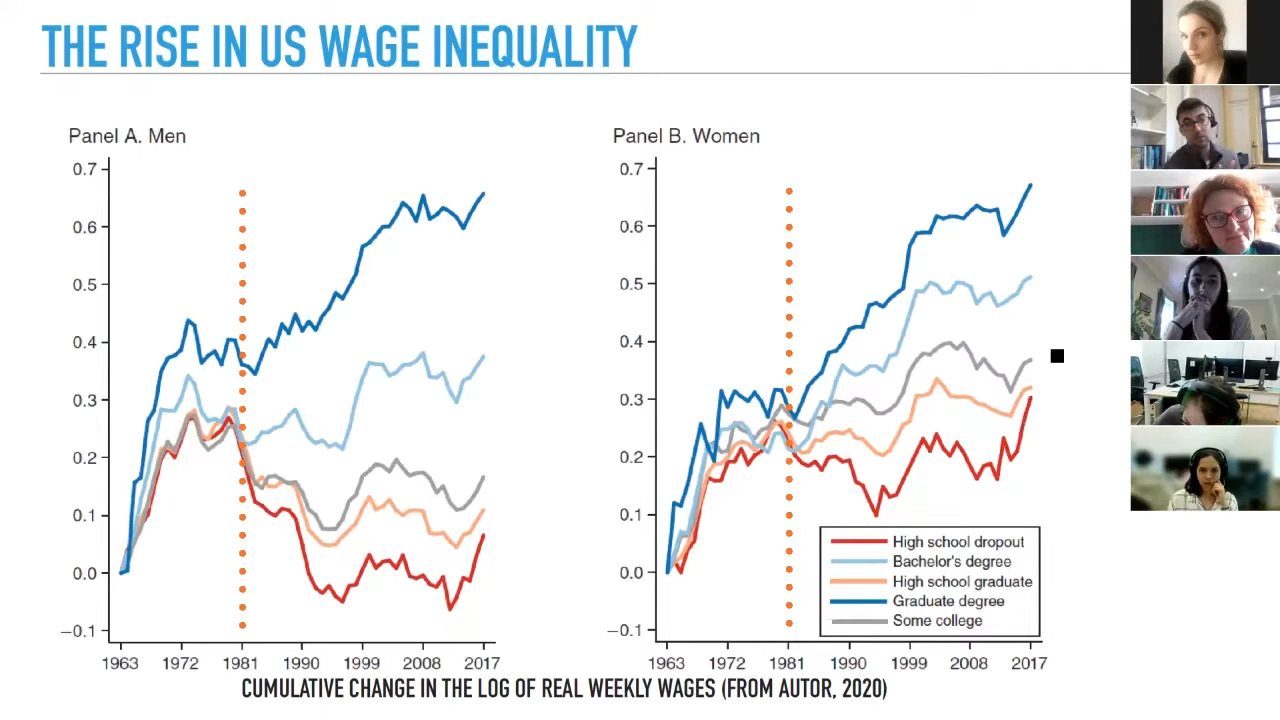 THE RISE IN US WAGE INEQUALITY
Panel A. Men
0.7
0.6
0.5
0.4
0.3
0.2
0.1
0.0
−0.1
1963 1972 1981 1990 1999 2008 2017
Panel B. Women
0.7
0.6
0.5
0.4
0.3
0.2
0.1
0.0
−0.1
High school dropout
Bachelor's degree
High school graduate
Graduate degree
Some college
1963 1972 1981 1990 1999 2008 2017
CUMULATIVE CHANGE IN THE LOG OF REAL WEEKLY WAGES (FROM AUTOR, 2020)